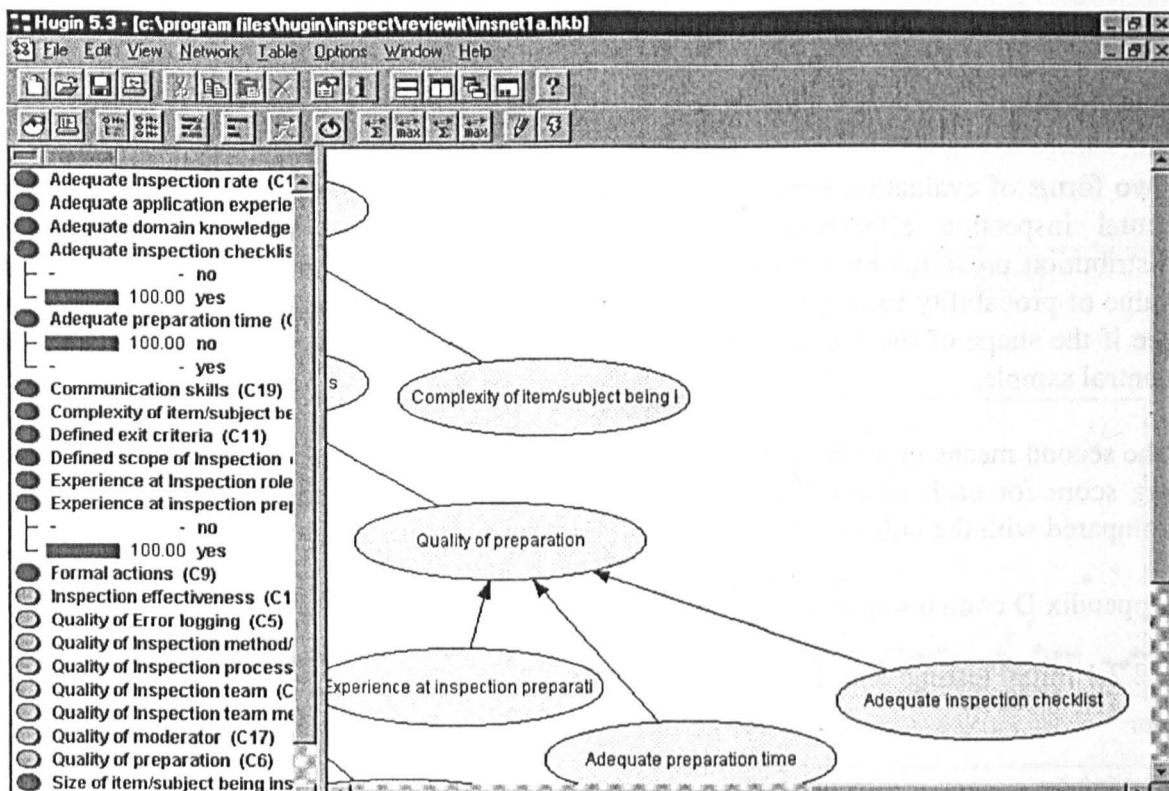 Hugin 5.3 - [c:\program files\hugin\inspect\reviewit\insnet1a.hkb]
File Edit View Network Table Options Window Help
Adequate Inspection rate (C1
Adequate application experie
Adequate domain knowledge
Adequate inspection checklis
- - no
100.00 yes
Adequate preparation time (C
100.00 no
- - yes
Communication skills (C19)
Complexity of item/subject be
Defined exit criteria (C11)
Defined scope of Inspection
Experience at Inspection role
Experience at inspection prep
- - no
100.00 yes
Formal actions (C9)
Inspection effectiveness (C1
Quality of Error logging (C5)
Quality of Inspection method/
Quality of Inspection process
Quality of Inspection team (C
Quality of Inspection team me
Quality of moderator (C17)
Quality of preparation (C6)
Size of item/subject being ins
s
Complexity of item/subject being i
Quality of preparation
Experience at inspection preparati
Adequate inspection checklist
Adequate preparation time